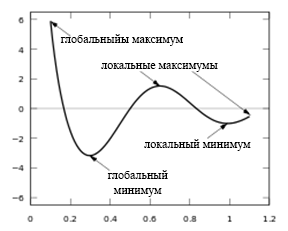 6
глобальныйы максимум
4
локальные максимумы
2
0
−2
локальный минимум
−4
глобальный
минимум
−6
0 0.2 0.4 0.6 0.8 1 1.2